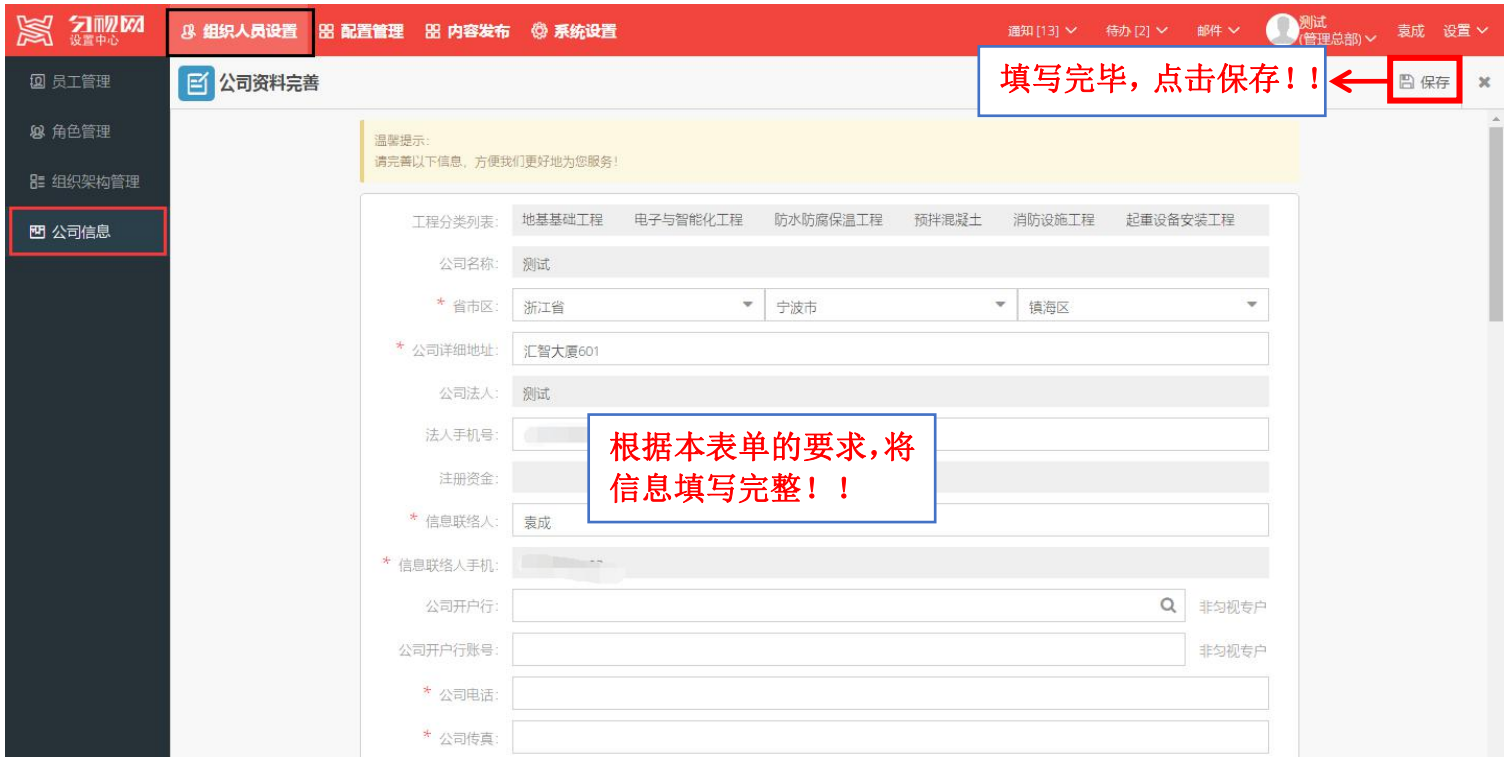 匀视网
设置中心
组织人员设置 配置管理 内容发布 系统设置
通知 [13] 待办 [2] 邮件 测试 (管理总部) 袁成 设置
员工管理
角色管理
组织架构管理
公司信息
公司资料完善
填写完毕，点击保存！！
保存
温馨提示：
请完善以下信息，方便我们更好地为您服务！
工程分类列表： 地基基础工程 电子与智能化工程 防水防腐保温工程 预拌混凝土 消防设施工程 起重设备安装工程
公司名称： 测试
* 省市区： 浙江省 宁波市 镇海区
* 公司详细地址： 汇智大厦601
公司法人： 测试
法人手机号：
根据本表单的要求，将
信息填写完整！！
注册资金：
* 信息联络人： 袁成
* 信息联络人手机：
公司开户行： 非匀视专户
公司开户行账号： 非匀视专户
* 公司电话：
* 公司传真：